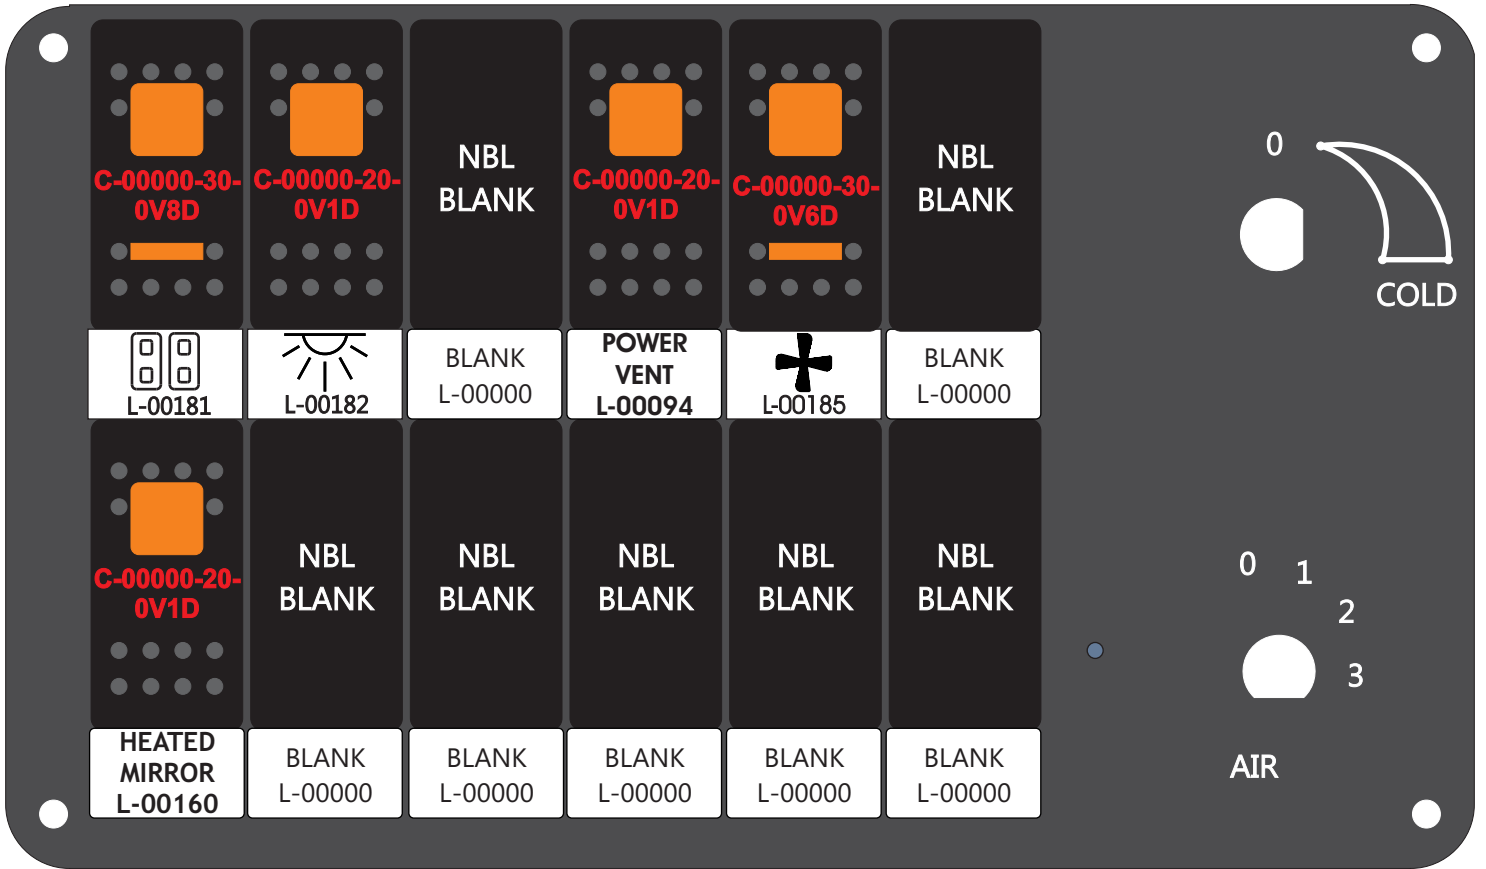 C-00000-30-
0V8D
C-00000-20-
0V1D
NBL
BLANK
C-00000-20-
0V1D
C-00000-30-
0V6D
NBL
BLANK
0
COLD
L-00181
L-00182
BLANK
L-00000
POWER
VENT
L-00094
L-00185
BLANK
L-00000
C-00000-20-
0V1D
NBL
BLANK
NBL
BLANK
NBL
BLANK
NBL
BLANK
NBL
BLANK
0
1
2
3
AIR
HEATED
MIRROR
L-00160
BLANK
L-00000
BLANK
L-00000
BLANK
L-00000
BLANK
L-00000
BLANK
L-00000